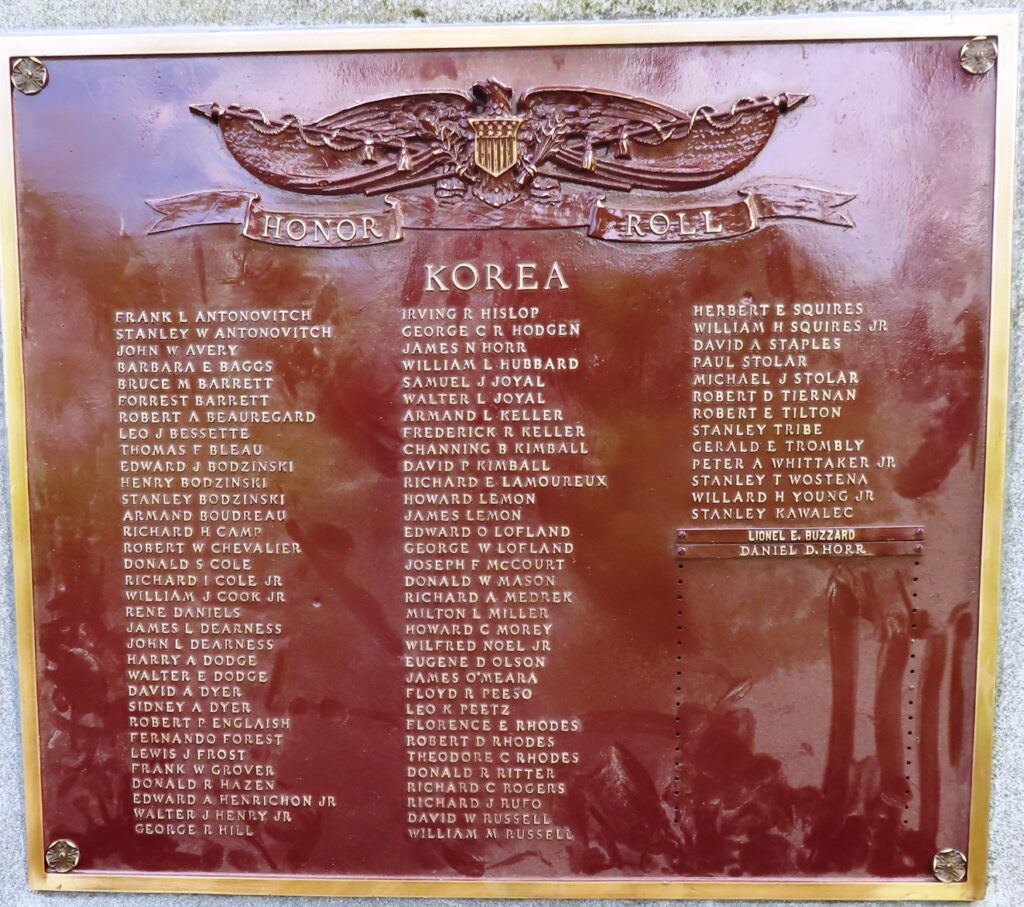 HONOR ROLL
KOREA
FRANK L ANTONOVITCH
STANLEY W ANTONOVITCH
JOHN W AVERY
BARBARA E BAGGS
BRUCE M BARRETT
FORREST BARRETT
ROBERT A BEAUREGARD
LEO J BESSETTE
THOMAS F BLEAU
EDWARD J BODZINSKI
HENRY BODZINSKI
STANLEY BODZINSKI
ARMAND BOUDREAU
RICHARD H CAMP
ROBERT W CHEVALIER
DONALD S COLE
RICHARD I COLE JR
WILLIAM J COOK JR
RENE DANIELS
JAMES L DEARNESS
JOHN L DEARNESS
HARRY A DODGE
WALTER E DODGE
DAVID A DYER
SIDNEY A DYER
ROBERT P ENGLAISH
FERNANDO FOREST
LEWIS J FROST
FRANK W GROVER
DONALD R HAZEN
EDWARD A HENRICHON JR
WALTER J HENRY JR
GEORGE R HILL
IRVING R HISLOP
GEORGE C R HODGEN
JAMES N HORR
WILLIAM L HUBBARD
SAMUEL J JOYAL
WALTER L JOYAL
ARMAND L KELLER
FREDERICK R KELLER
CHANNING B KIMBALL
DAVID P KIMBALL
RICHARD E LAMOUREUX
HOWARD LEMON
JAMES LEMON
EDWARD O LOFLAND
GEORGE W LOFLAND
JOSEPH F McCOURT
DONALD W MASON
RICHARD A MEDREK
MILTON L MILLER
HOWARD C MOREY
WILFRED NOEL JR
EUGENE D OLSON
JAMES O'MEARA
FLOYD R PEESO
LEO K PEETZ
FLORENCE E RHODES
ROBERT D RHODES
THEODORE C RHODES
DONALD R RITTER
RICHARD C ROGERS
RICHARD J RUFO
DAVID W RUSSELL
WILLIAM M RUSSELL
HERBERT E SQUIRES
WILLIAM H SQUIRES JR
DAVID A STAPLES
PAUL STOLAR
MICHAEL J STOLAR
ROBERT D TIERNAN
ROBERT E TILTON
STANLEY TRIBE
GERALD E TROMBLY
PETER A WHITTAKER JR
STANLEY T WOSTENA
WILLARD H YOUNG JR
STANLEY KAWALEC
LIONEL E. BUZZARD
DANIEL D. HORR